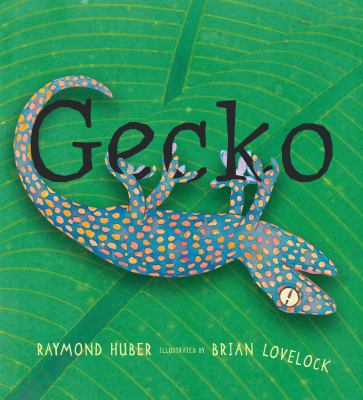 Gecko
RAYMOND HUBER ILLUSTRATED BY BRIAN LOVELOCK